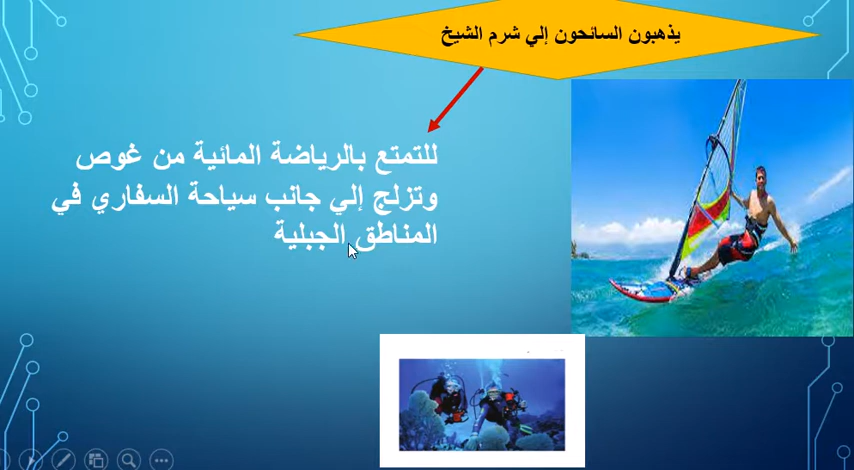 يذهبون السائحون إلي شرم الشيخ
للتمتع بالرياضة المائية من غوص
وتزلج إلي جانب سياحة السفاري في
المناطق الجبلية